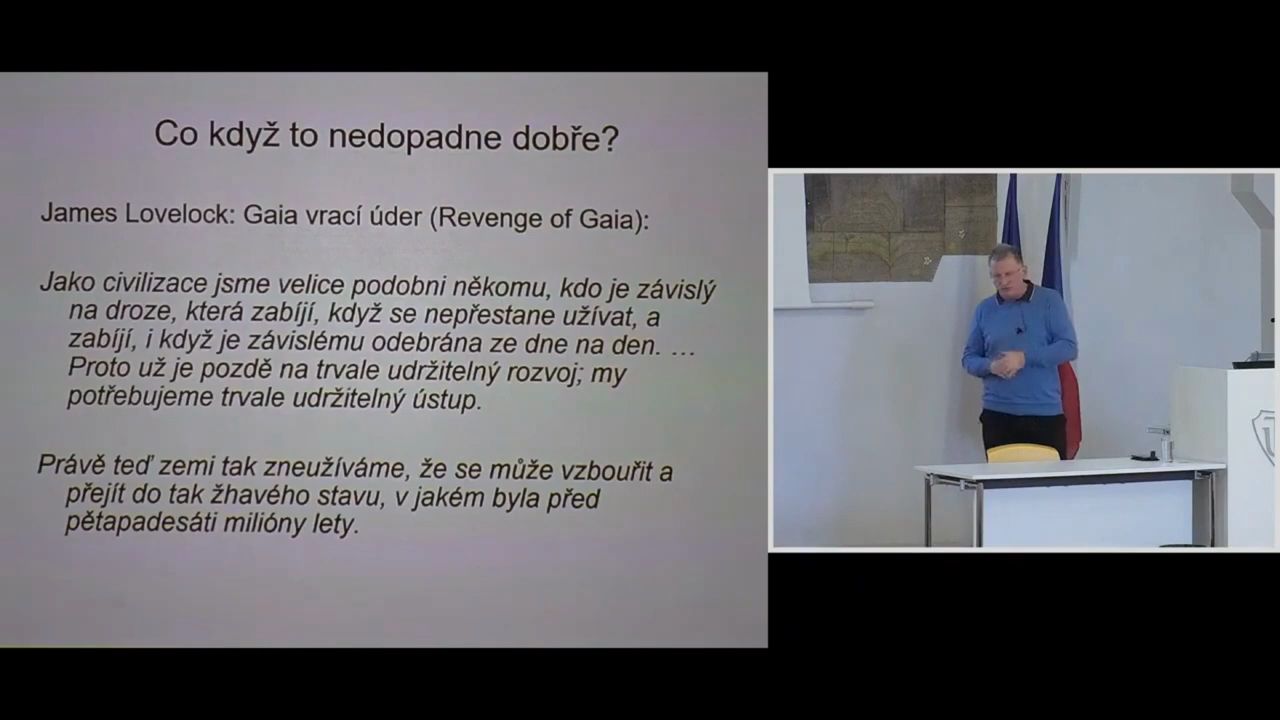 Co když to nedopadne dobře?
James Lovelock: Gaia vrací úder (Revenge of Gaia):
Jako civilizace jsme velice podobni někomu, kdo je závislý
na droze, která zabíjí, když se nepřestane užívat, a
zabíjí, i když je závislému odebrána ze dne na den. …
Proto už je pozdě na trvale udržitelný rozvoj; my
potřebujeme trvale udržitelný ústup.
Právě teď zemi tak zneužíváme, že se může vzbouřit a
přejít do tak žhavého stavu, v jakém byla před
pětapadesáti milióny lety.